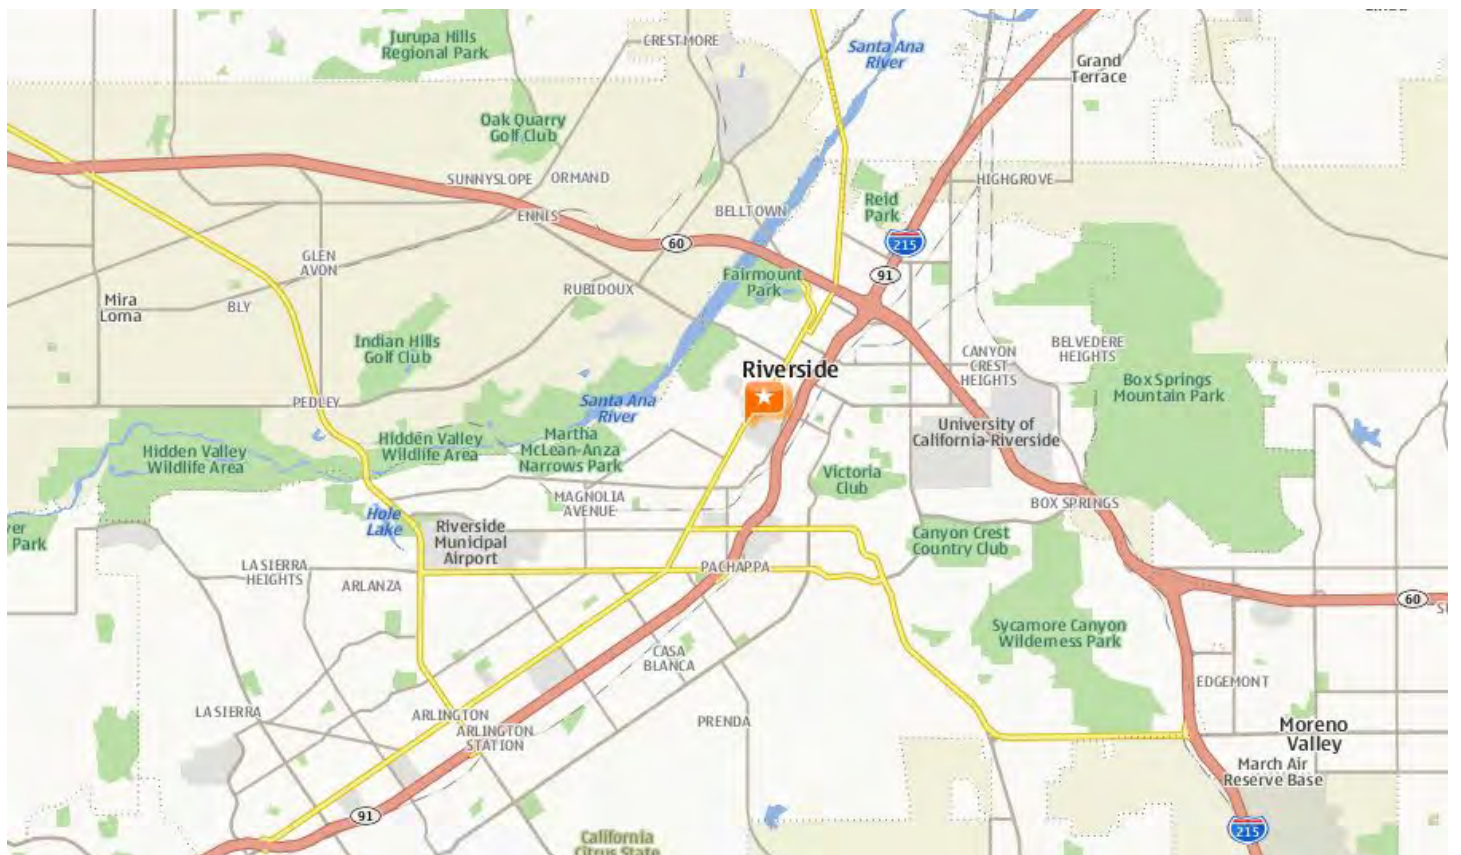 Jurupa Hills
Regional Park
CRESTMORE
Santa Ana
River
Grand
Terrace
Oak Quarry
Golf Club
SUNNYSLOPE
ORMAND
HIGHGROVE
Reid
Park
BELLTOWN
ENNIS
60
215
GLEN
AVON
91
Fairmount
Park
RUBIDOUX
Mira
Loma
BLY
Indian Hills
Golf Club
CANYON
CREST
HEIGHTS
BELVEDERE
HEIGHTS
Riverside
Box Springs
Mountain Park
PEDLEY
Santa Ana
River
University of
California-Riverside
Hidden Valley
Wildlife Area
Hidden Valley
Wildlife Area
Martha
McLean-Anza
Narrows Park
Victoria
Club
MAGNOLIA
AVENUE
BOX SPRINGS
Hole
Lake
Park
Riverside
Municipal
Airport
Canyon Crest
Country Club
LA SIERRA
HEIGHTS
ARLANZA
PACHAPPA
60
Sycamore Canyon
Wilderness Park
CASA
BLANCA
EDGEMONT
LA SIERRA
ARLINGTON
ARLINGTON
STATION
PRENDA
Moreno
Valley
March Air
Reserve Base
91
215
California
Citrus State